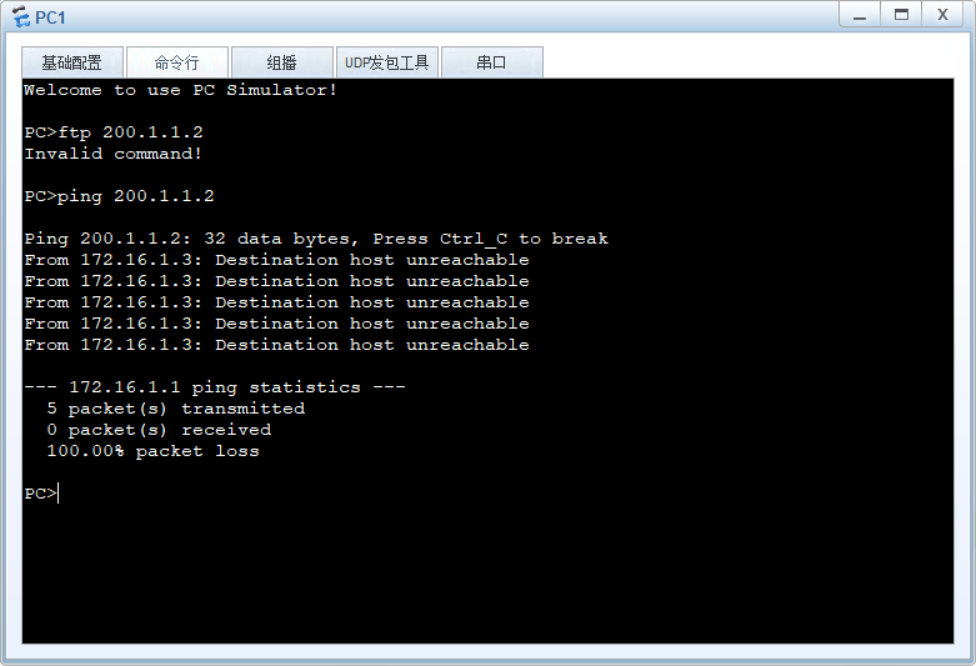 PC1
基础配置 命令行 组播 UDP发包工具 串口
Welcome to use PC Simulator!
PC>ftp 200.1.1.2
Invalid command!
PC>ping 200.1.1.2
Ping 200.1.1.2: 32 data bytes, Press Ctrl_C to break
From 172.16.1.3: Destination host unreachable
From 172.16.1.3: Destination host unreachable
From 172.16.1.3: Destination host unreachable
From 172.16.1.3: Destination host unreachable
From 172.16.1.3: Destination host unreachable
--- 172.16.1.1 ping statistics ---
5 packet(s) transmitted
0 packet(s) received
100.00% packet loss
PC>